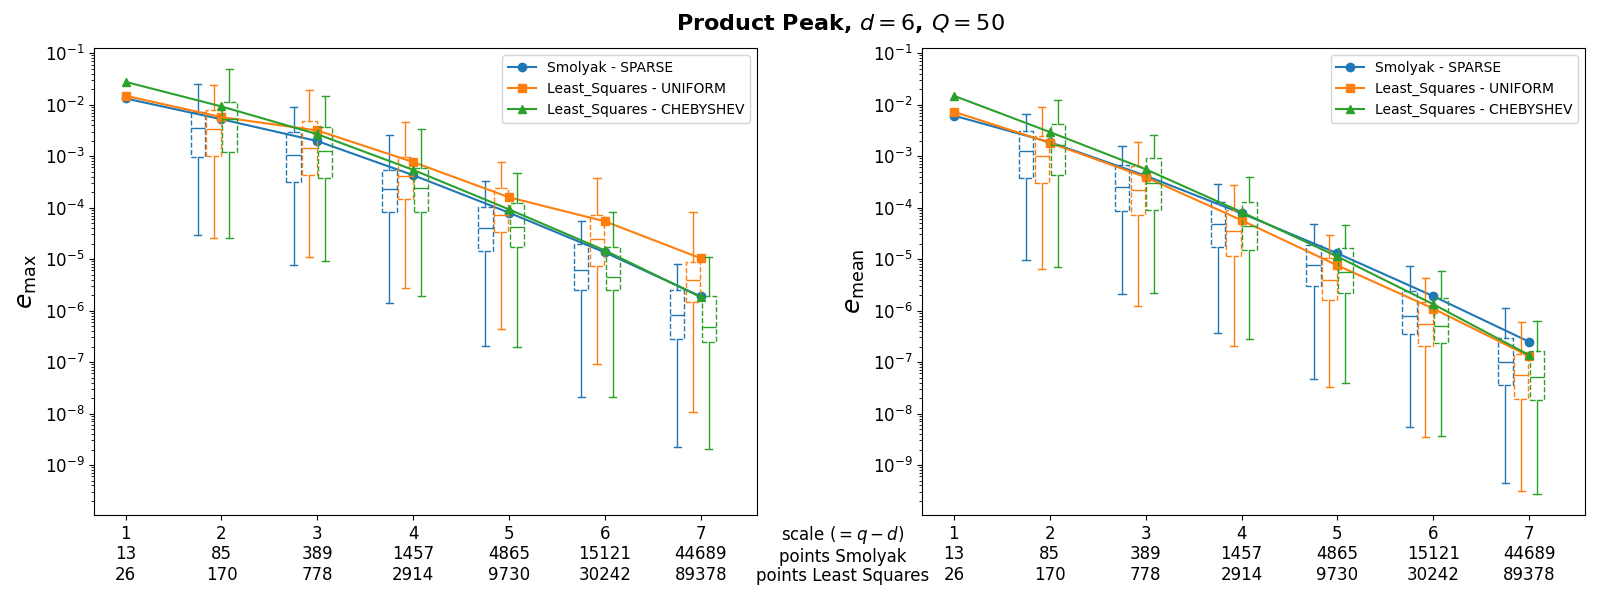 Product Peak, d = 6, Q = 50
10⁻¹
10⁻²
10⁻³
10⁻⁴
10⁻⁵
10⁻⁶
10⁻⁷
10⁻⁸
10⁻⁹
e_max
Smolyak - SPARSE
Least_Squares - UNIFORM
Least_Squares - CHEBYSHEV
1 2 3 4 5 6 7
13 85 389 1457 4865 15121 44689
26 170 778 2914 9730 30242 89378
scale (= q − d)
points Smolyak
points Least Squares
10⁻¹
10⁻²
10⁻³
10⁻⁴
10⁻⁵
10⁻⁶
10⁻⁷
10⁻⁸
10⁻⁹
e_mean
Smolyak - SPARSE
Least_Squares - UNIFORM
Least_Squares - CHEBYSHEV
1 2 3 4 5 6 7
13 85 389 1457 4865 15121 44689
26 170 778 2914 9730 30242 89378